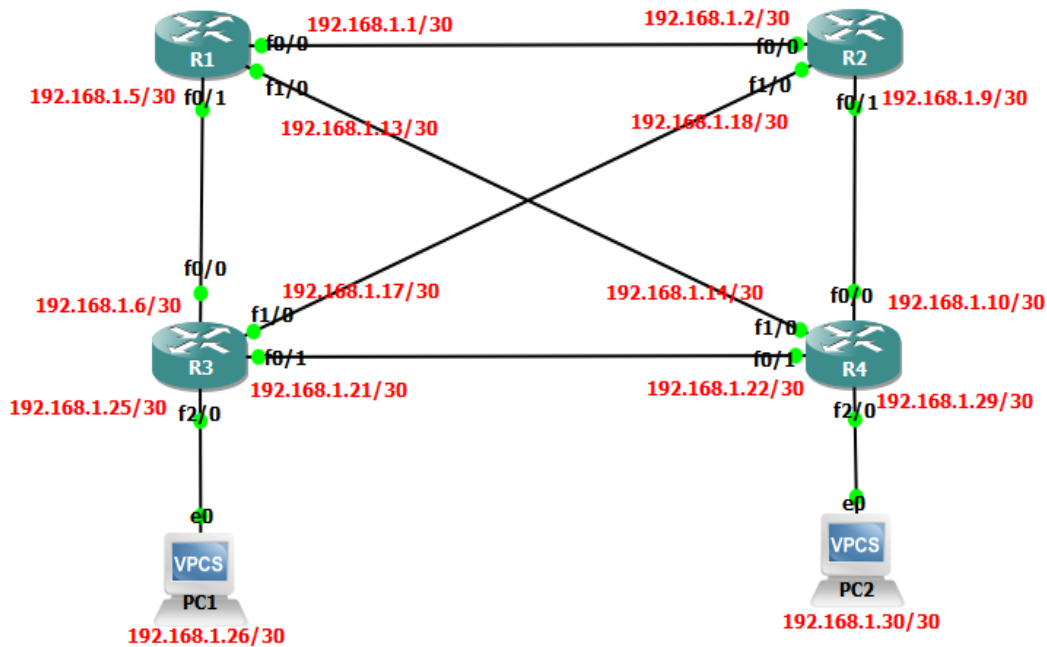 192.168.1.1/30
192.168.1.2/30
R1
f0/0
f0/0
R2
f1/0
f1/0
192.168.1.5/30
f0/1
f0/1
192.168.1.9/30
192.168.1.13/30
192.168.1.18/30
f0/0
192.168.1.6/30
192.168.1.17/30
192.168.1.14/30
f0/0
192.168.1.10/30
f1/0
f1/0
R3
f0/1
f0/1
R4
192.168.1.25/30
f2/0
192.168.1.21/30
192.168.1.22/30
f2/0
192.168.1.29/30
e0
e0
VPCS
VPCS
PC1
PC2
192.168.1.26/30
192.168.1.30/30